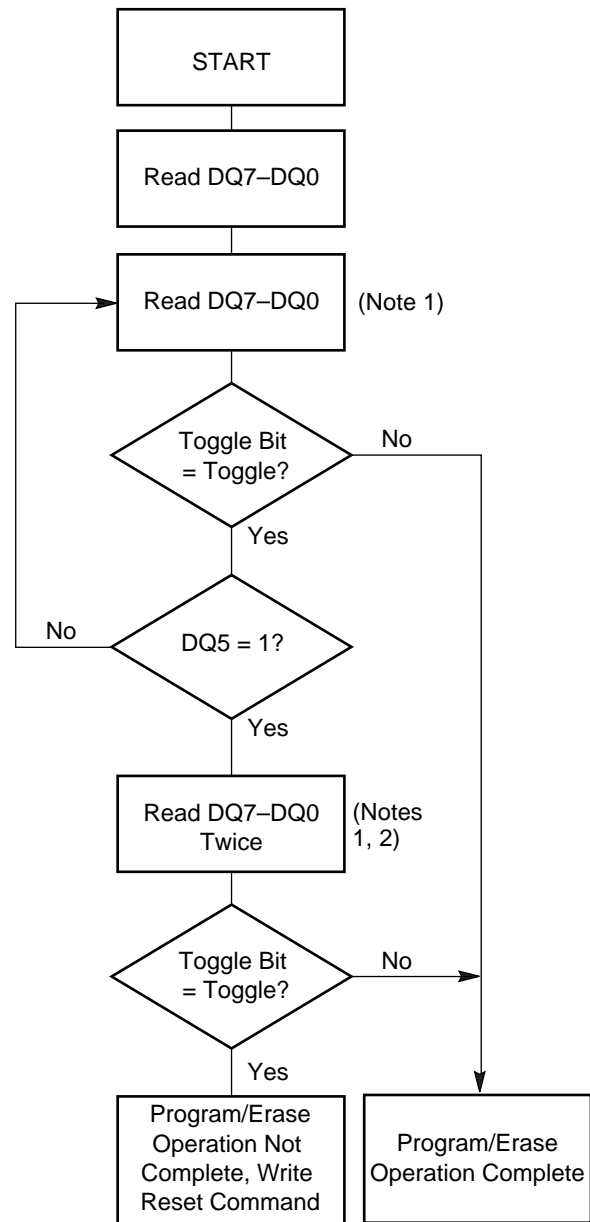 START
Read DQ7–DQ0
Read DQ7–DQ0
(Note 1)
Toggle Bit
= Toggle?
No
Yes
No
DQ5 = 1?
Yes
Read DQ7–DQ0
Twice
(Notes
1, 2)
Toggle Bit
= Toggle?
No
Yes
Program/Erase
Operation Not
Complete, Write
Reset Command
Program/Erase
Operation Complete